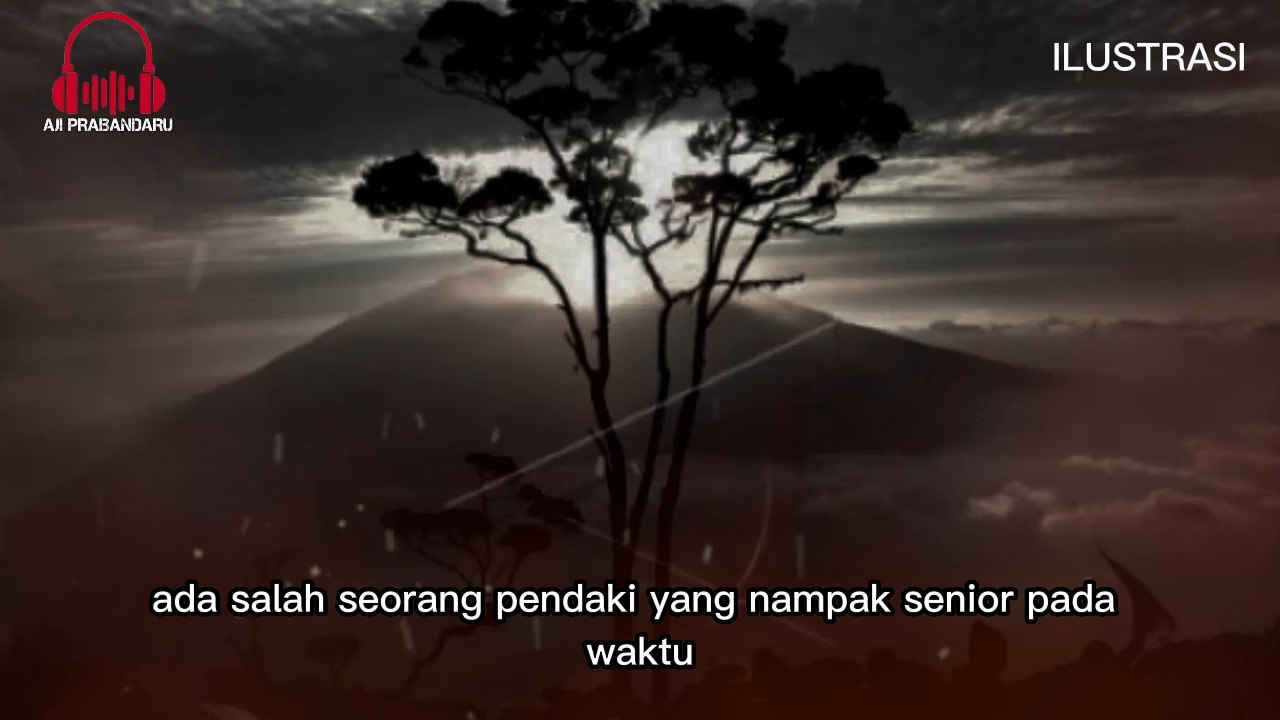 ILUSTRASI
AJI PRABANDARU
ada salah seorang pendaki yang nampak senior pada
waktu